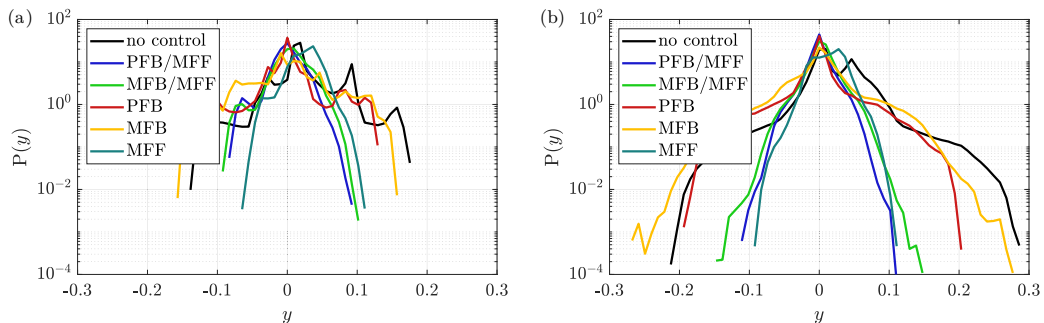 (a)
10^2
10^0
10^-2
10^-4
P(y)
no control
PFB/MFF
MFB/MFF
PFB
MFB
MFF
-0.3
-0.2
-0.1
0
0.1
0.2
0.3
y
(b)
10^2
10^0
10^-2
10^-4
P(y)
no control
PFB/MFF
MFB/MFF
PFB
MFB
MFF
-0.3
-0.2
-0.1
0
0.1
0.2
0.3
y